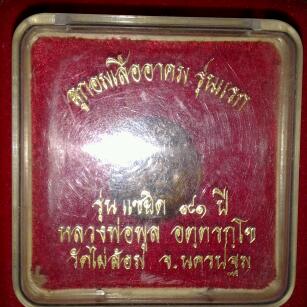 ลูกอมเสืออาคม รุ่นแรก
รุ่น แซยิด ๙๑ ปี
หลวงพ่อพูล อตฺตรกฺโข
วัดไผ่ล้อม จ.นครปฐม